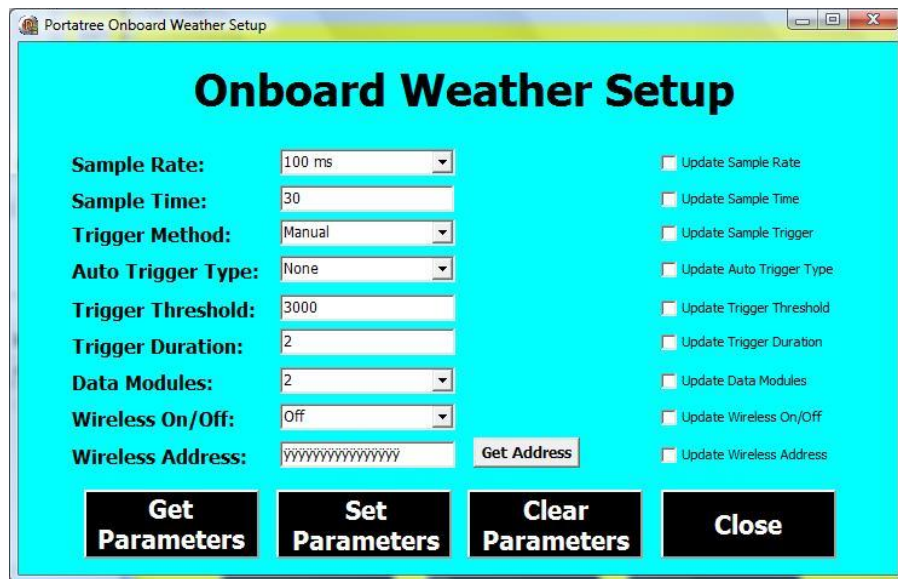 Portatree Onboard Weather Setup
Onboard Weather Setup
Sample Rate: 100 ms Update Sample Rate
Sample Time: 30 Update Sample Time
Trigger Method: Manual Update Sample Trigger
Auto Trigger Type: None Update Auto Trigger Type
Trigger Threshold: 3000 Update Trigger Threshold
Trigger Duration: 2 Update Trigger Duration
Data Modules: 2 Update Data Modules
Wireless On/Off: Off Update Wireless On/Off
Wireless Address: ÿÿÿÿÿÿÿÿÿÿÿÿÿÿÿÿ Get Address Update Wireless Address
Get Parameters
Set Parameters
Clear Parameters
Close